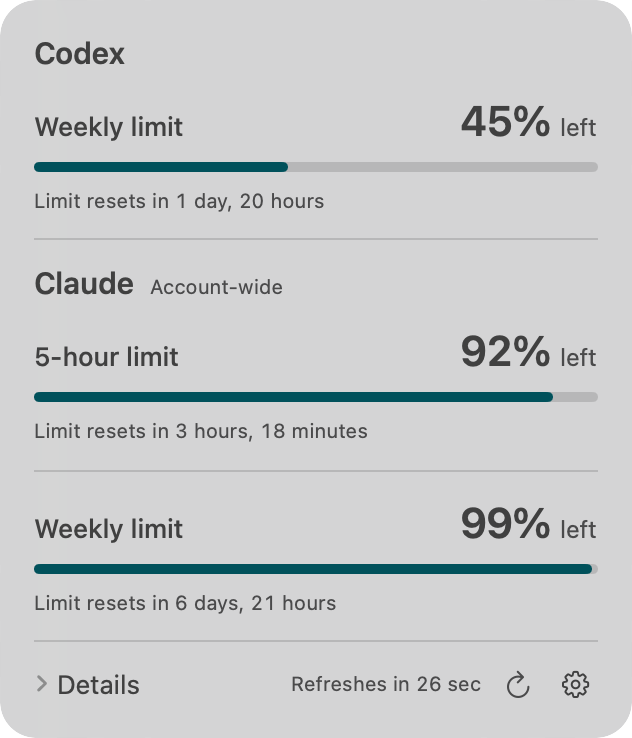 Codex
Weekly limit 45% left
Limit resets in 1 day, 20 hours
Claude Account-wide
5-hour limit 92% left
Limit resets in 3 hours, 18 minutes
Weekly limit 99% left
Limit resets in 6 days, 21 hours
Details Refreshes in 26 sec